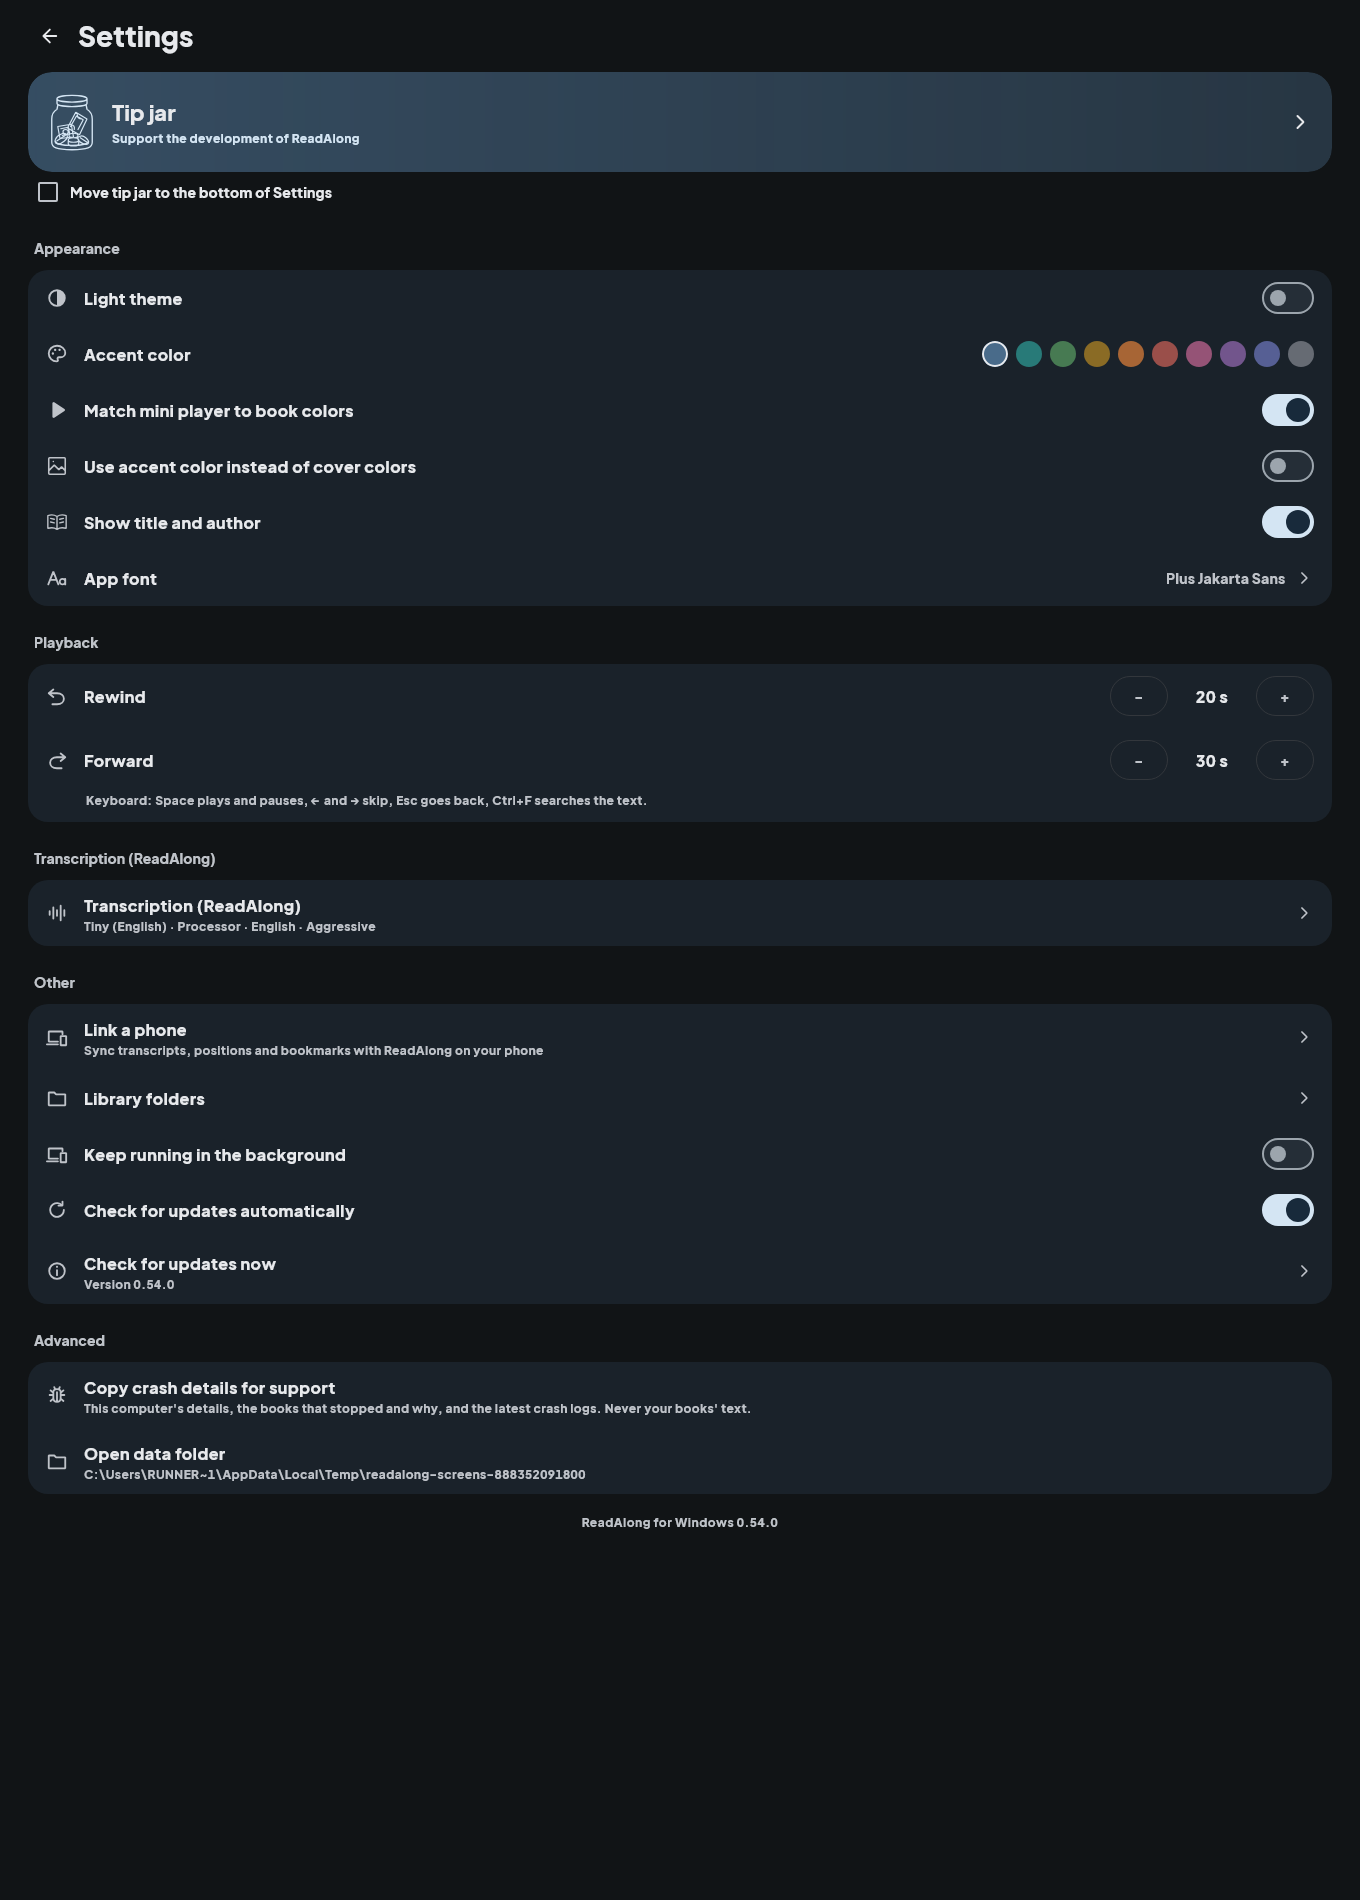 Settings
Tip jar
Support the development of ReadAlong
Move tip jar to the bottom of Settings
Appearance
Light theme
Accent color
Match mini player to book colors
Use accent color instead of cover colors
Show title and author
Aa App font Plus Jakarta Sans
Playback
Rewind - 20 s +
Forward - 30 s +
Keyboard: Space plays and pauses, ← and → skip, Esc goes back, Ctrl+F searches the text.
Transcription (ReadAlong)
Transcription (ReadAlong)
Tiny (English) · Processor · English · Aggressive
Other
Link a phone
Sync transcripts, positions and bookmarks with ReadAlong on your phone
Library folders
Keep running in the background
Check for updates automatically
Check for updates now
Version 0.54.0
Advanced
Copy crash details for support
This computer's details, the books that stopped and why, and the latest crash logs. Never your books' text.
Open data folder
C:\Users\RUNNER~1\AppData\Local\Temp\readalong-screens-888352091800
ReadAlong for Windows 0.54.0